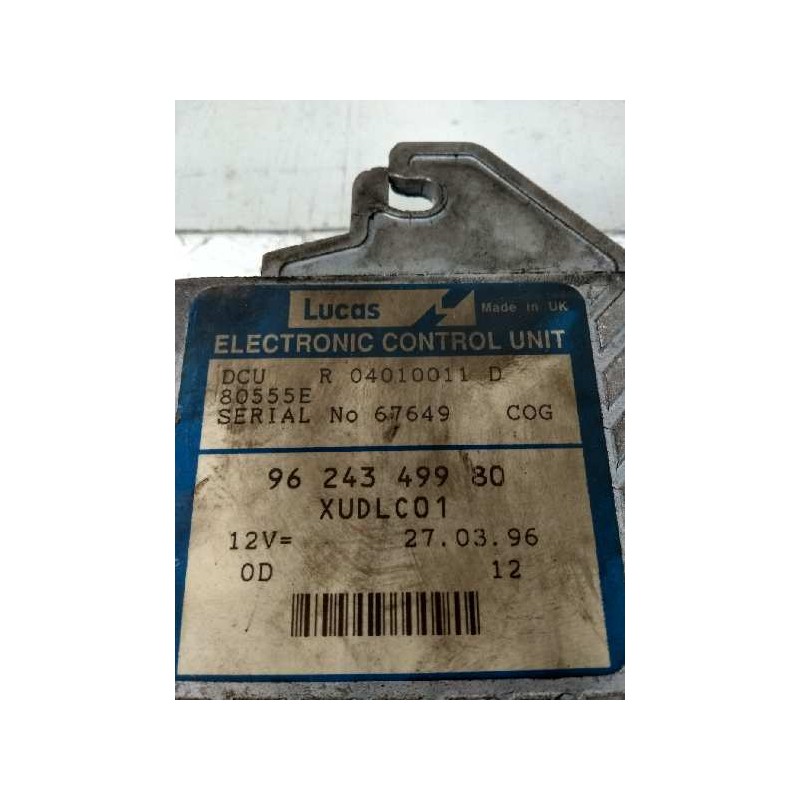 Lucas Made in UK
ELECTRONIC CONTROL UNIT
DCU R 04010011 D
80555E
SERIAL No 67649 COG
96 243 499 80
XUDLC01
12V= 27.03.96
0D 12